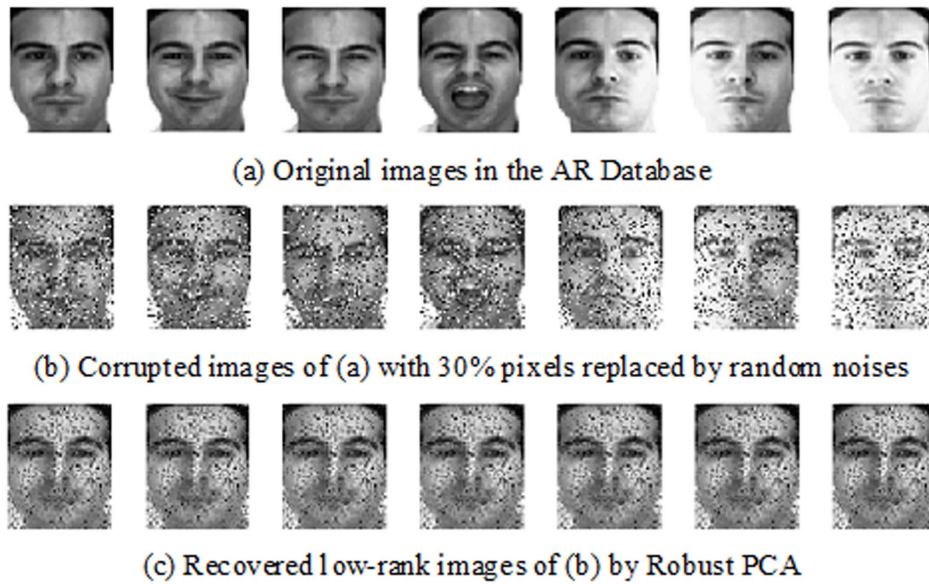 (a) Original images in the AR Database
(b) Corrupted images of (a) with 30% pixels replaced by random noises
(c) Recovered low-rank images of (b) by Robust PCA